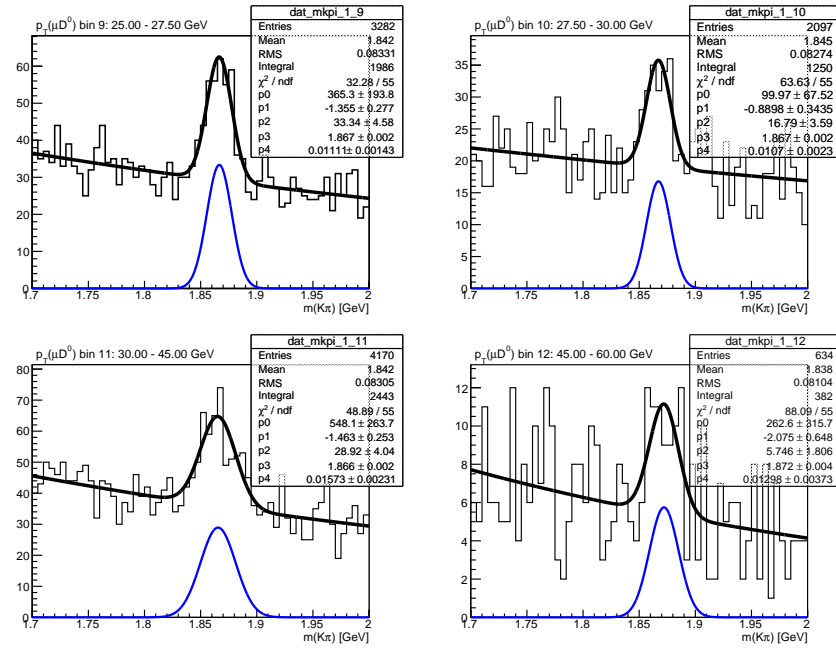 p_T(μD⁰) bin 9: 25.00 - 27.50 GeV
dat_mkpi_1_9
Entries 3282
Mean 1.842
RMS 0.08331
Integral 1986
χ² / ndf 32.28 / 55
p0 365.3 ± 193.8
p1 -1.355 ± 0.277
p2 33.34 ± 4.58
p3 1.867 ± 0.002
p4 0.01111 ± 0.00143
60
50
40
30
20
10
0
1.7 1.75 1.8 1.85 1.9 1.95 2
m(Kπ) [GeV]
p_T(μD⁰) bin 10: 27.50 - 30.00 GeV
dat_mkpi_1_10
Entries 2097
Mean 1.845
RMS 0.08274
Integral 1250
χ² / ndf 63.63 / 55
p0 99.97 ± 67.52
p1 -0.8898 ± 0.3435
p2 16.79 ± 3.59
p3 1.867 ± 0.002
p4 0.0107 ± 0.0023
35
30
25
20
15
10
5
0
1.7 1.75 1.8 1.85 1.9 1.95 2
m(Kπ) [GeV]
p_T(μD⁰) bin 11: 30.00 - 45.00 GeV
dat_mkpi_1_11
Entries 4170
Mean 1.842
RMS 0.08305
Integral 2443
χ² / ndf 48.89 / 55
p0 548.1 ± 263.7
p1 -1.463 ± 0.253
p2 28.92 ± 4.04
p3 1.866 ± 0.002
p4 0.01573 ± 0.00231
80
70
60
50
40
30
20
10
0
1.7 1.75 1.8 1.85 1.9 1.95 2
m(Kπ) [GeV]
p_T(μD⁰) bin 12: 45.00 - 60.00 GeV
dat_mkpi_1_12
Entries 634
Mean 1.838
RMS 0.08104
Integral 382
χ² / ndf 88.09 / 55
p0 262.6 ± 315.7
p1 -2.075 ± 0.648
p2 5.746 ± 1.806
p3 1.872 ± 0.004
p4 0.01298 ± 0.00373
12
10
8
6
4
2
0
1.7 1.75 1.8 1.85 1.9 1.95 2
m(Kπ) [GeV]